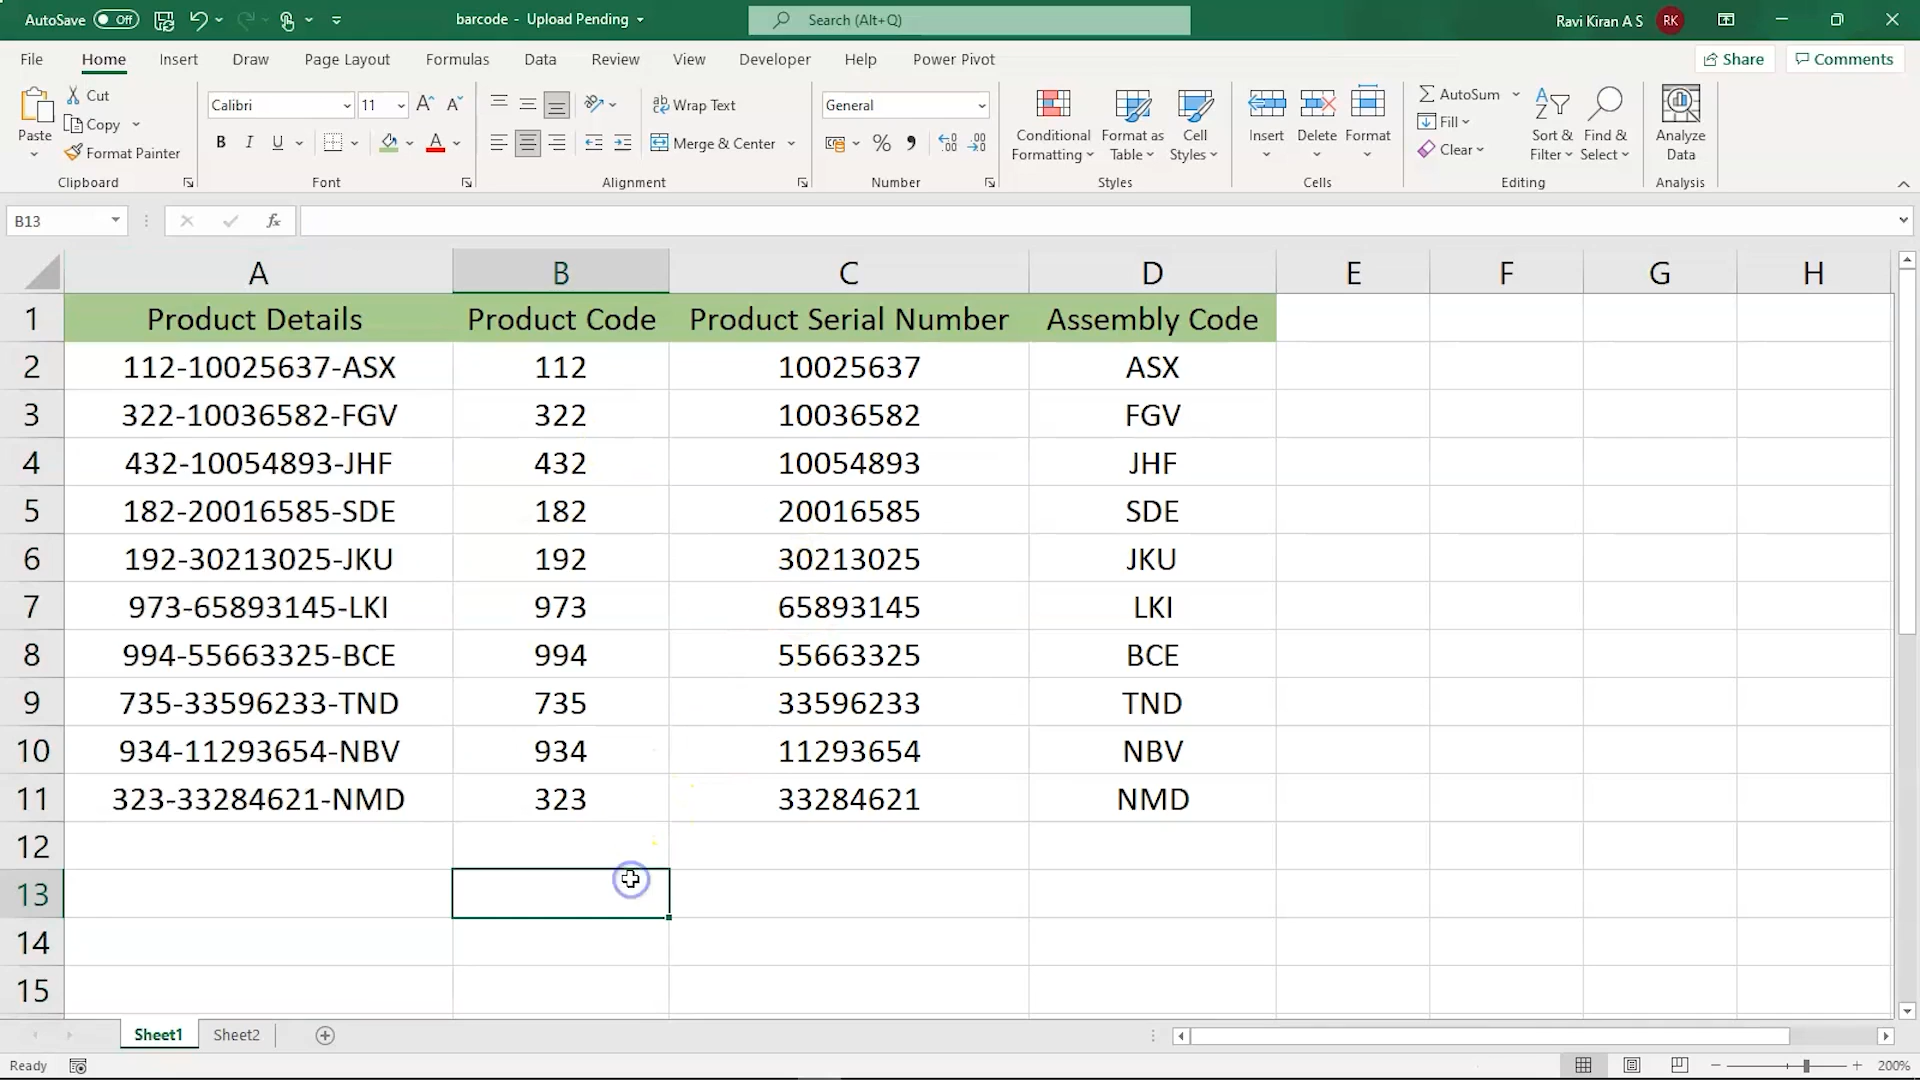 AutoSave Off barcode - Upload Pending Search (Alt+Q) Ravi Kiran A S RK
File Home Insert Draw Page Layout Formulas Data Review View Developer Help Power Pivot Share Comments
Paste
Cut
Copy
Format Painter
Clipboard
Calibri 11
B I U A
Font
ab Wrap Text
Merge & Center
Alignment
General
% 9
Number
Conditional Formatting
Format as Table
Cell Styles
Styles
Insert Delete Format
Cells
AutoSum
Fill
Clear
Sort & Filter
Find & Select
Editing
Analyze Data
Analysis
B13 fx
A B C D E F G H
1 Product Details Product Code Product Serial Number Assembly Code
2 112-10025637-ASX 112 10025637 ASX
3 322-10036582-FGV 322 10036582 FGV
4 432-10054893-JHF 432 10054893 JHF
5 182-20016585-SDE 182 20016585 SDE
6 192-30213025-JKU 192 30213025 JKU
7 973-65893145-LKI 973 65893145 LKI
8 994-55663325-BCE 994 55663325 BCE
9 735-33596233-TND 735 33596233 TND
10 934-11293654-NBV 934 11293654 NBV
11 323-33284621-NMD 323 33284621 NMD
12
13
14
15
Sheet1 Sheet2
Ready 200%